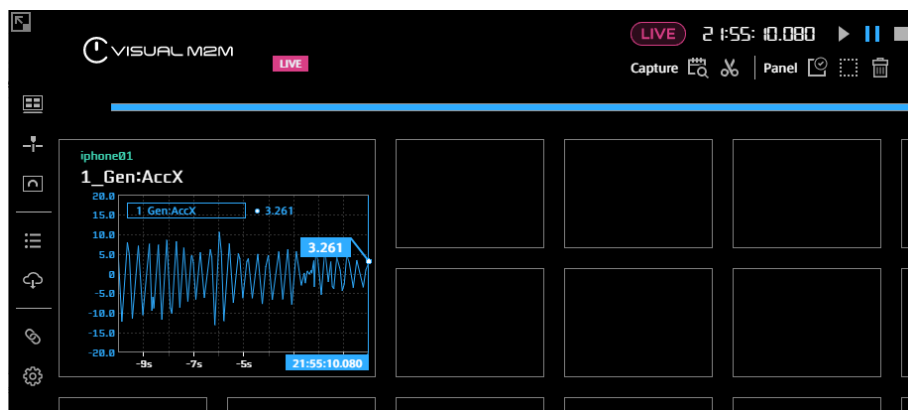 VISUAL M2M
LIVE
LIVE 21:55:10.080
Capture Panel
iphone01
1_Gen:AccX
20.0
15.0
10.0
5.0
0
-5.0
-10.0
-15.0
-20.0
1_Gen:AccX 3.261
3.261
-9s -7s -5s 21:55:10.080